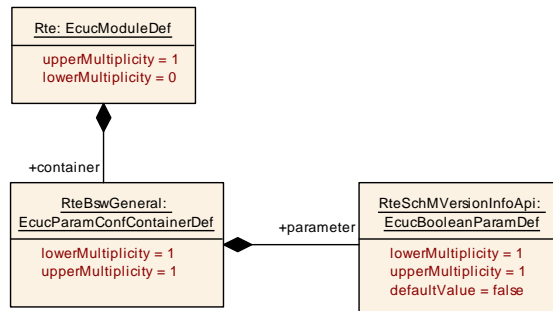 Rte: EcucModuleDef
upperMultiplicity = 1
lowerMultiplicity = 0
+container
RteBswGeneral:
EcucParamConfContainerDef
lowerMultiplicity = 1
upperMultiplicity = 1
+parameter
RteSchMVersionInfoApi:
EcucBooleanParamDef
lowerMultiplicity = 1
upperMultiplicity = 1
defaultValue = false